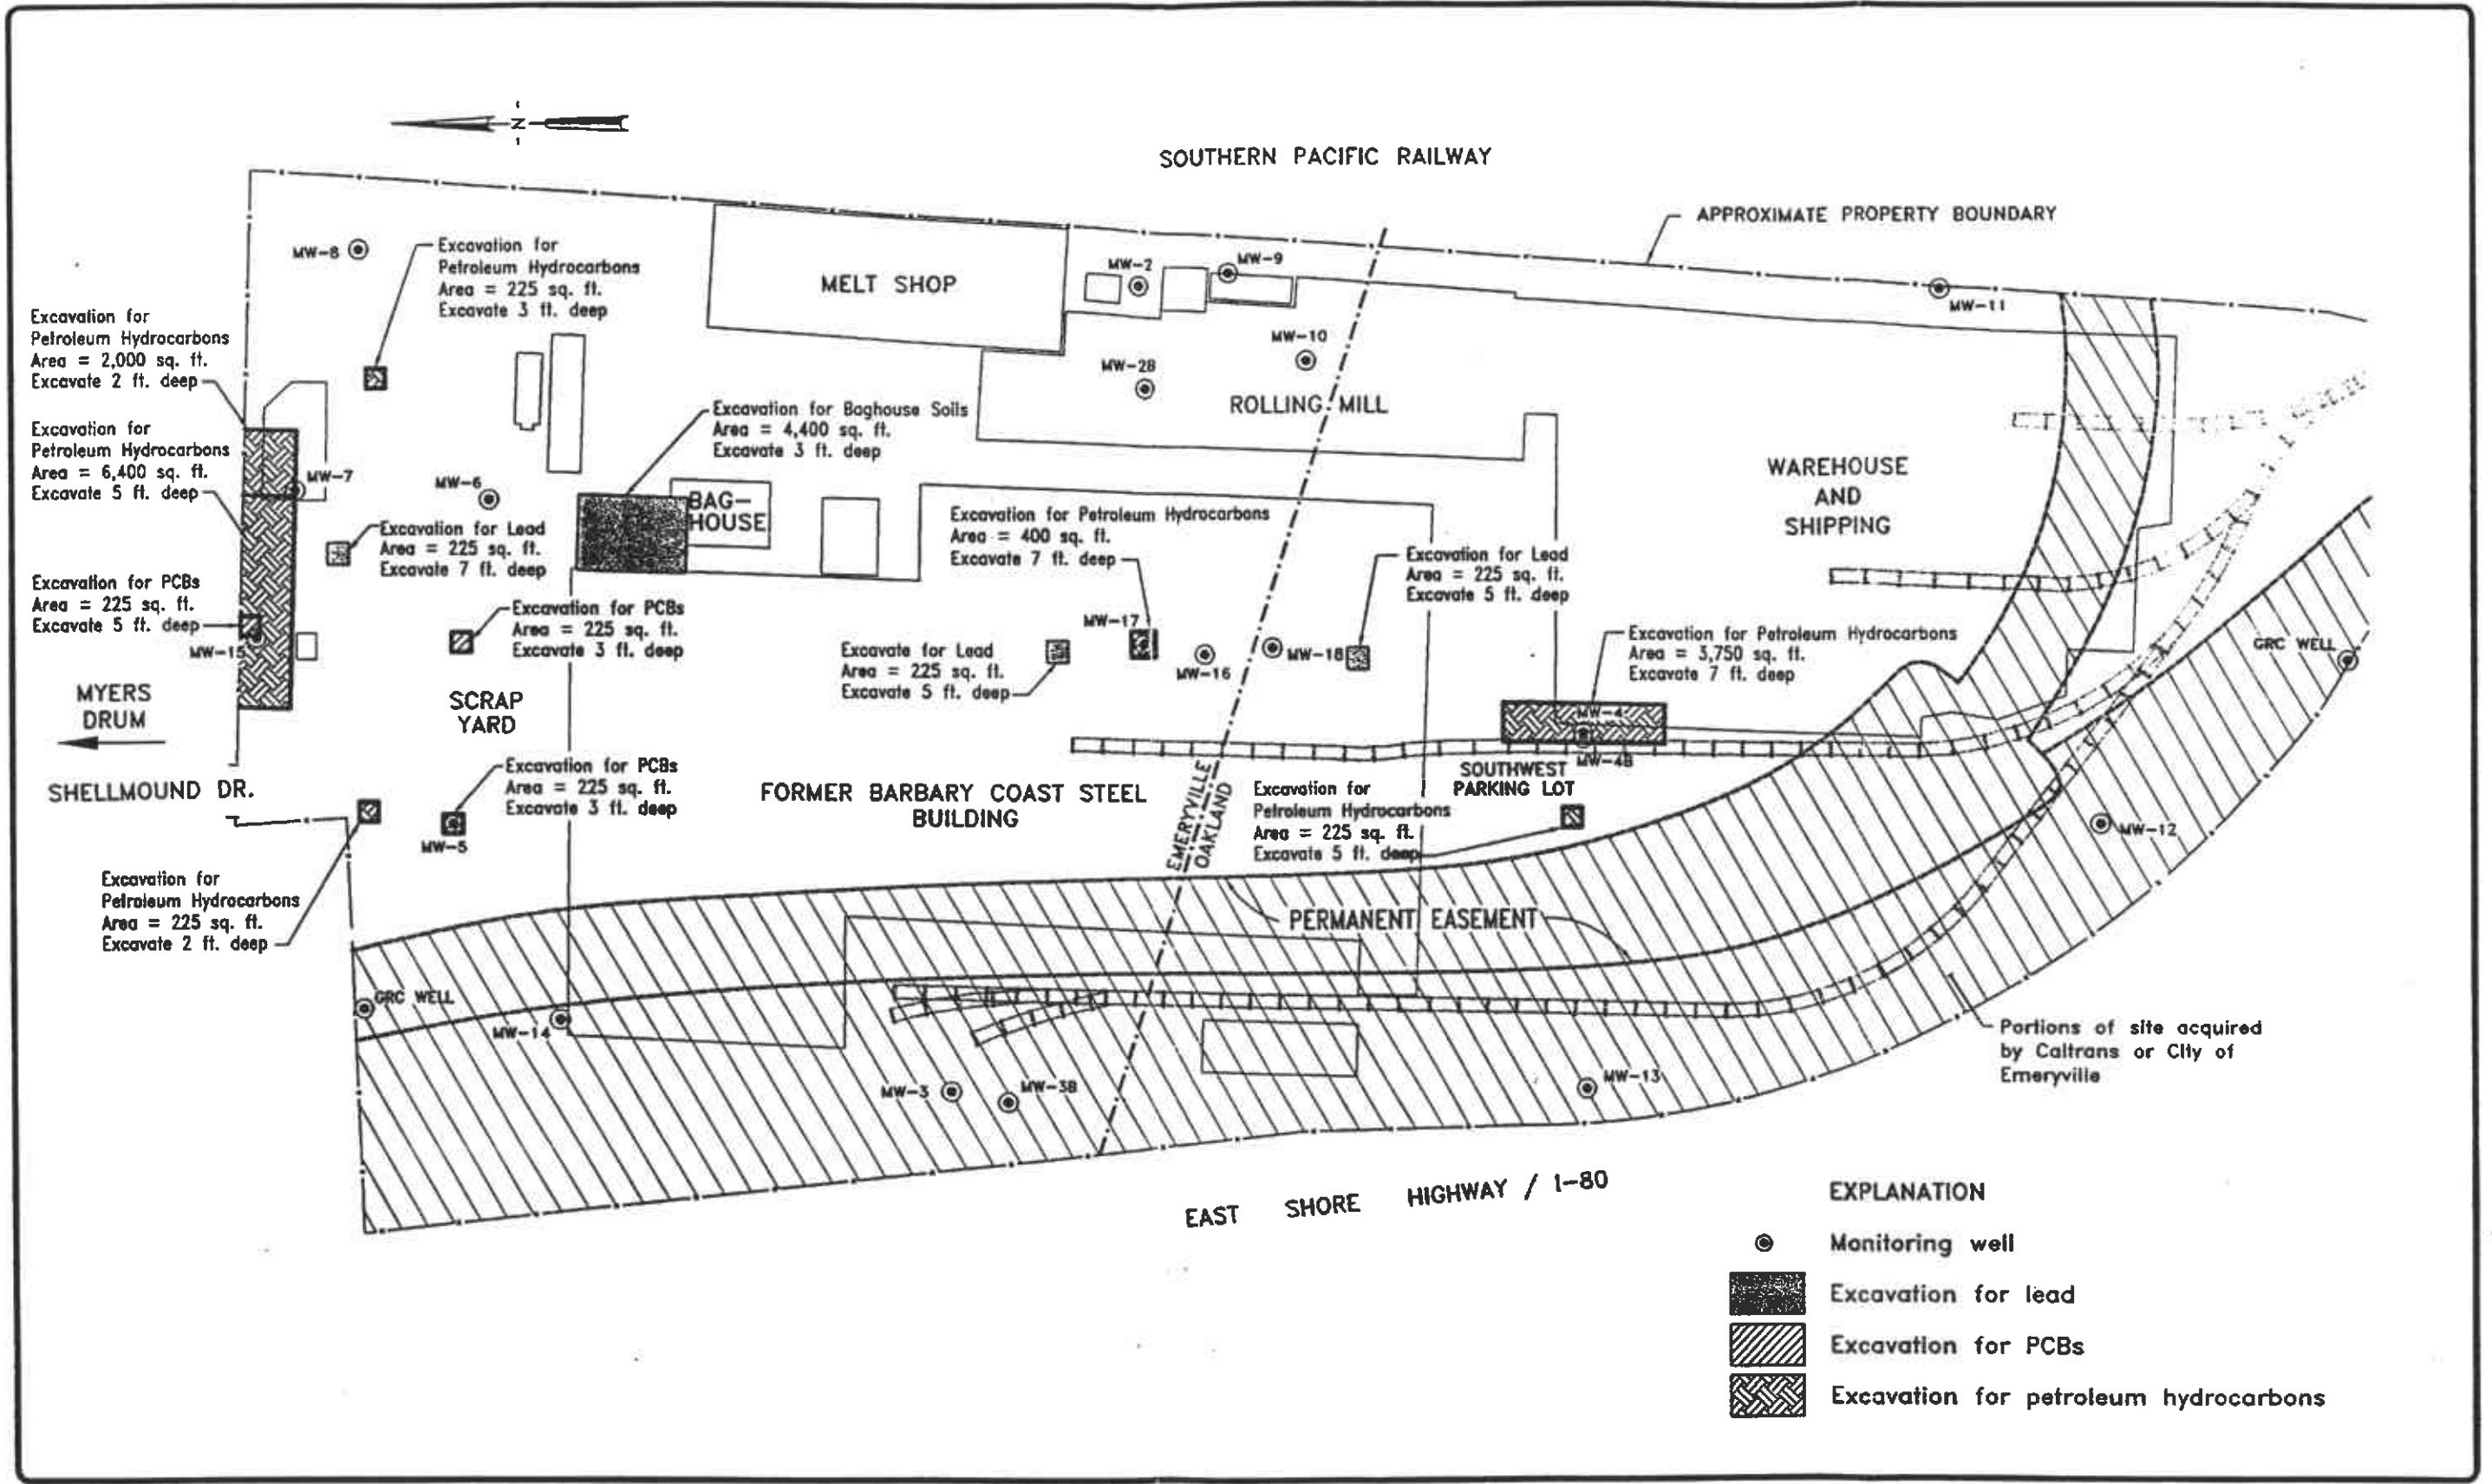 N
SOUTHERN PACIFIC RAILWAY
APPROXIMATE PROPERTY BOUNDARY
MW-8
Excavation for
Petroleum Hydrocarbons
Area = 225 sq. ft.
Excavate 3 ft. deep
MELT SHOP
MW-2
MW-9
MW-11
Excavation for
Petroleum Hydrocarbons
Area = 2,000 sq. ft.
Excavate 2 ft. deep
MW-10
MW-2B
ROLLING MILL
Excavation for Baghouse Soils
Area = 4,400 sq. ft.
Excavate 3 ft. deep
Excavation for
Petroleum Hydrocarbons
Area = 6,400 sq. ft.
Excavate 5 ft. deep
MW-7
MW-6
BAG-
HOUSE
WAREHOUSE
AND
SHIPPING
Excavation for Lead
Area = 225 sq. ft.
Excavate 7 ft. deep
Excavation for Petroleum Hydrocarbons
Area = 400 sq. ft.
Excavate 7 ft. deep
Excavation for Lead
Area = 225 sq. ft.
Excavate 5 ft. deep
Excavation for PCBs
Area = 225 sq. ft.
Excavate 5 ft. deep
MW-15
Excavation for PCBs
Area = 225 sq. ft.
Excavate 3 ft. deep
MW-17
MW-16
MW-18
Excavate for Lead
Area = 225 sq. ft.
Excavate 5 ft. deep
Excavation for Petroleum Hydrocarbons
Area = 3,750 sq. ft.
Excavate 7 ft. deep
GRC WELL
MYERS
DRUM
SCRAP
YARD
MW-4
MW-4B
SOUTHWEST
PARKING LOT
SHELLMOUND DR.
Excavation for PCBs
Area = 225 sq. ft.
Excavate 3 ft. deep
MW-5
FORMER BARBARY COAST STEEL
BUILDING
EMERYVILLE
OAKLAND
Excavation for
Petroleum Hydrocarbons
Area = 225 sq. ft.
Excavate 5 ft. deep
MW-12
Excavation for
Petroleum Hydrocarbons
Area = 225 sq. ft.
Excavate 2 ft. deep
PERMANENT EASEMENT
GRC WELL
MW-14
MW-3
MW-3B
MW-13
Portions of site acquired
by Caltrans or City of
Emeryville
EAST SHORE HIGHWAY / I-80
EXPLANATION
Monitoring well
Excavation for lead
Excavation for PCBs
Excavation for petroleum hydrocarbons